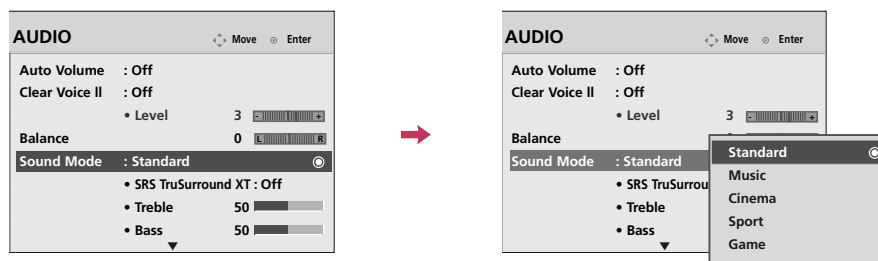 AUDIO Move Enter
Auto Volume : Off
Clear Voice II : Off
• Level 3 - +
Balance 0 L R
Sound Mode : Standard
• SRS TruSurround XT : Off
• Treble 50
• Bass 50
AUDIO Move Enter
Auto Volume : Off
Clear Voice II : Off
• Level 3 - +
Balance
Sound Mode : Standard
• SRS TruSurrou
• Treble
• Bass
Standard
Music
Cinema
Sport
Game